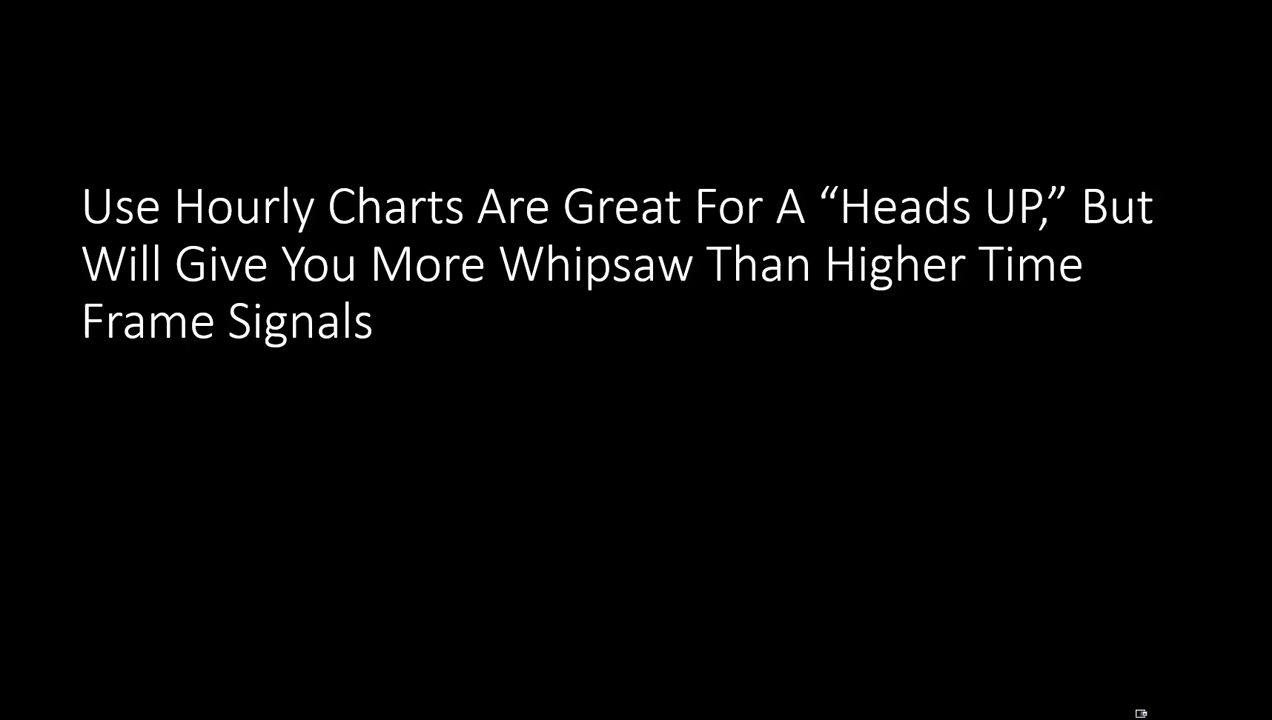 Use Hourly Charts Are Great For A “Heads UP,” But
Will Give You More Whipsaw Than Higher Time
Frame Signals